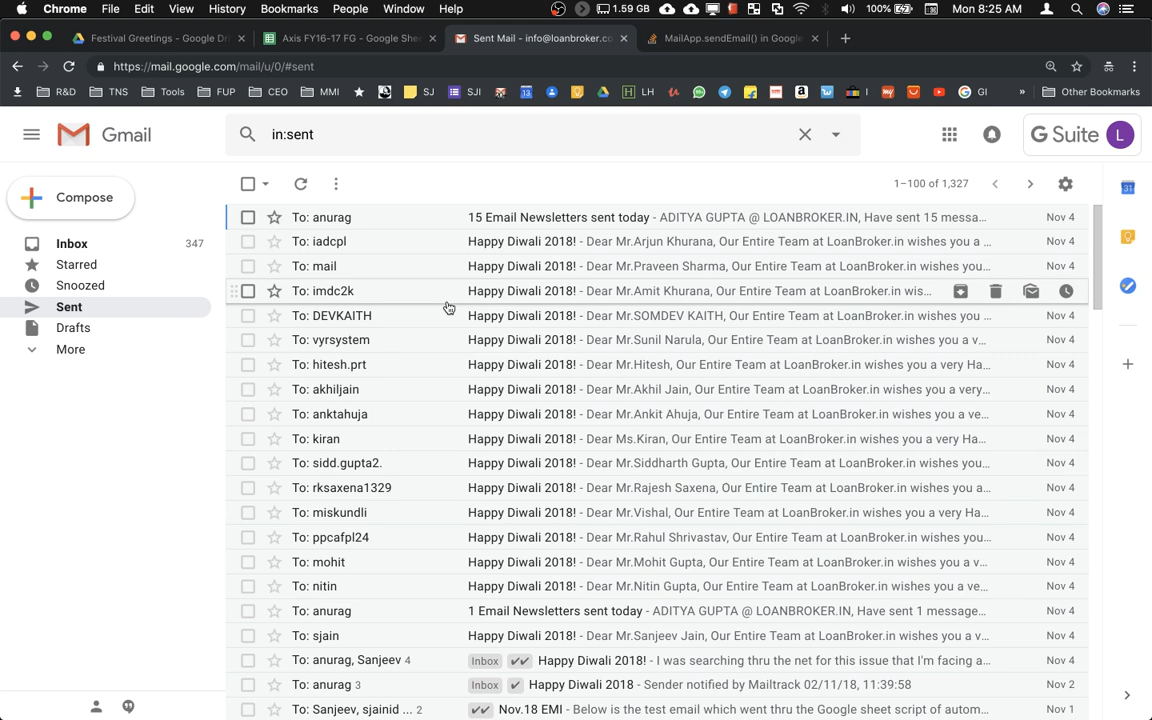 Chrome File Edit View History Bookmarks People Window Help 1.59 GB 100% Mon 8:25 AM
Festival Greetings - Google Dri × Axis FY16-17 FG - Google Shee × Sent Mail - info@loanbroker.co × MailApp.sendEmail() in Google ×
https://mail.google.com/mail/u/0/#sent
R&D TNS Tools FUP CEO MMI SJ SJI LH I GI » Other Bookmarks
Gmail in:sent G Suite L
Compose 1–100 of 1,327
Inbox 347
Starred
Snoozed
Sent
Drafts
More
To: anurag 15 Email Newsletters sent today - ADITYA GUPTA @ LOANBROKER.IN, Have sent 15 messa... Nov 4
To: iadcpl Happy Diwali 2018! - Dear Mr.Arjun Khurana, Our Entire Team at LoanBroker.in wishes you a ... Nov 4
To: mail Happy Diwali 2018! - Dear Mr.Praveen Sharma, Our Entire Team at LoanBroker.in wishes you... Nov 4
To: imdc2k Happy Diwali 2018! - Dear Mr.Amit Khurana, Our Entire Team at LoanBroker.in wis...
To: DEVKAITH Happy Diwali 2018! - Dear Mr.SOMDEV KAITH, Our Entire Team at LoanBroker.in wishes you ... Nov 4
To: vyrsystem Happy Diwali 2018! - Dear Mr.Sunil Narula, Our Entire Team at LoanBroker.in wishes you a v... Nov 4
To: hitesh.prt Happy Diwali 2018! - Dear Mr.Hitesh, Our Entire Team at LoanBroker.in wishes you a very Ha... Nov 4
To: akhiljain Happy Diwali 2018! - Dear Mr.Akhil Jain, Our Entire Team at LoanBroker.in wishes you a very... Nov 4
To: anktahuja Happy Diwali 2018! - Dear Mr.Ankit Ahuja, Our Entire Team at LoanBroker.in wishes you a ve... Nov 4
To: kiran Happy Diwali 2018! - Dear Ms.Kiran, Our Entire Team at LoanBroker.in wishes you a very Ha... Nov 4
To: sidd.gupta2. Happy Diwali 2018! - Dear Mr.Siddharth Gupta, Our Entire Team at LoanBroker.in wishes you... Nov 4
To: rksaxena1329 Happy Diwali 2018! - Dear Mr.Rajesh Saxena, Our Entire Team at LoanBroker.in wishes you a... Nov 4
To: miskundli Happy Diwali 2018! - Dear Mr.Vishal, Our Entire Team at LoanBroker.in wishes you a very Ha... Nov 4
To: ppcafpl24 Happy Diwali 2018! - Dear Mr.Rahul Shrivastav, Our Entire Team at LoanBroker.in wishes you... Nov 4
To: mohit Happy Diwali 2018! - Dear Mr.Mohit Gupta, Our Entire Team at LoanBroker.in wishes you a v... Nov 4
To: nitin Happy Diwali 2018! - Dear Mr.Nitin Gupta, Our Entire Team at LoanBroker.in wishes you a ve... Nov 4
To: anurag 1 Email Newsletters sent today - ADITYA GUPTA @ LOANBROKER.IN, Have sent 1 message... Nov 4
To: sjain Happy Diwali 2018! - Dear Mr.Sanjeev Jain, Our Entire Team at LoanBroker.in wishes you a v... Nov 4
To: anurag, Sanjeev 4 Inbox Happy Diwali 2018! - I was searching thru the net for this issue that I'm facing a... Nov 4
To: anurag 3 Inbox Happy Diwali 2018 - Sender notified by Mailtrack 02/11/18, 11:39:58 Nov 2
To: Sanjeev, sjainid ... 2 Nov.18 EMI - Below is the test email which went thru the Google sheet script of autom... Nov 1